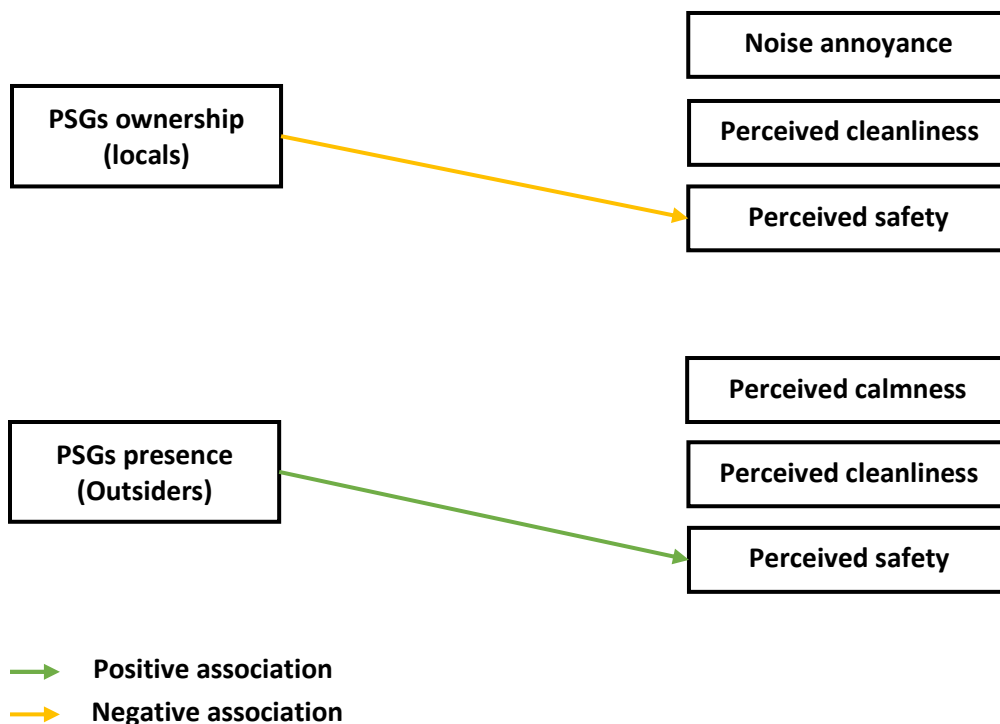 Noise annoyance
PSGs ownership
(locals)
Perceived cleanliness
Perceived safety
Perceived calmness
PSGs presence
(Outsiders)
Perceived cleanliness
Perceived safety
Positive association
Negative association